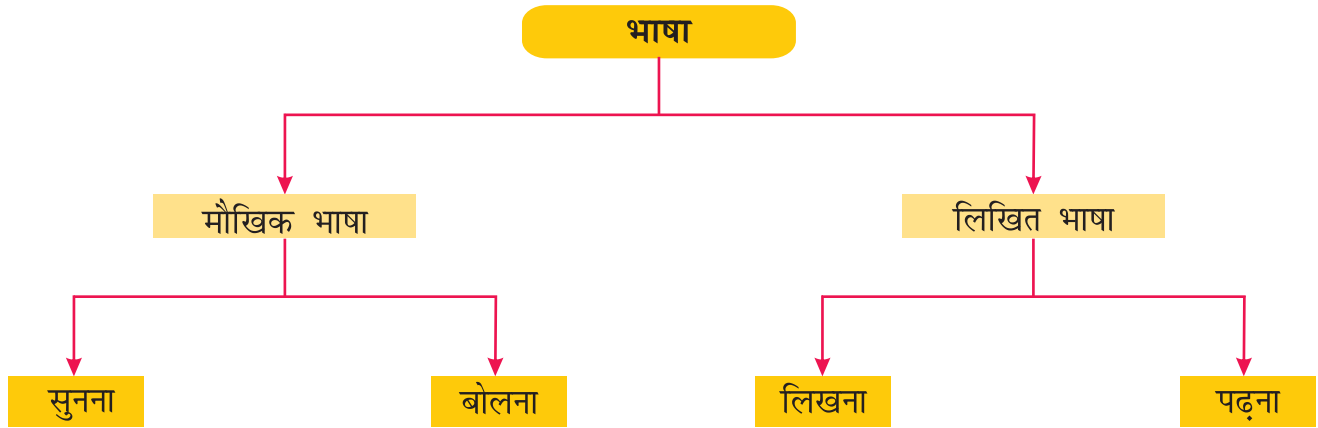 भाषा
मौखिक भाषा
लिखित भाषा
सुनना
बोलना
लिखना
पढ़ना